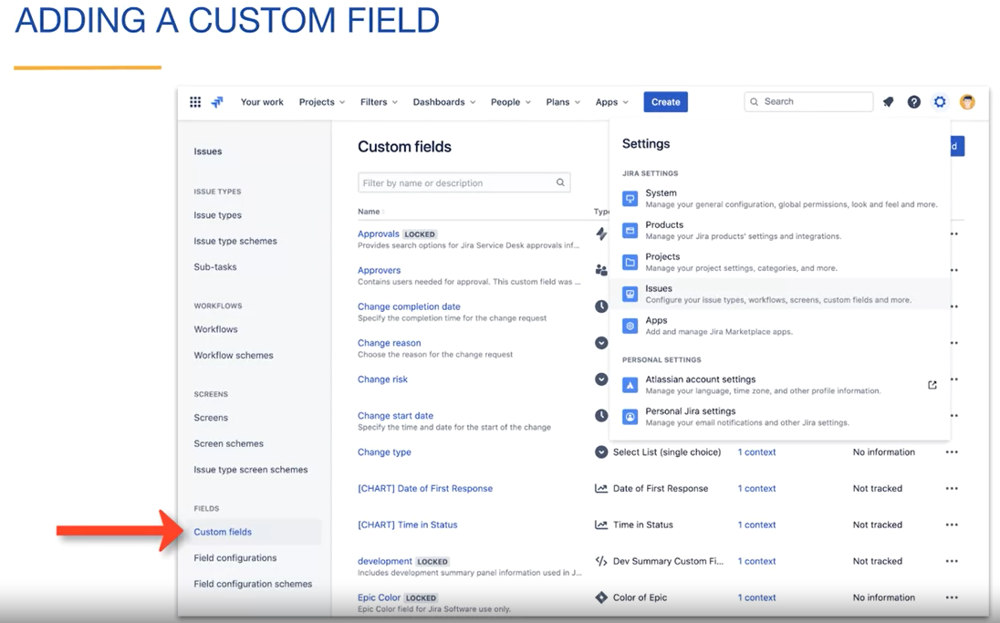 ADDING A CUSTOM FIELD
Your work Projects Filters Dashboards People Plans Apps Create Search
Issues
ISSUE TYPES
Issue types
Issue type schemes
Sub-tasks
WORKFLOWS
Workflows
Workflow schemes
SCREENS
Screens
Screen schemes
Issue type screen schemes
FIELDS
Custom fields
Field configurations
Field configuration schemes
Custom fields
Filter by name or description
Name
Approvals LOCKED
Provides search options for Jira Service Desk approvals inf...
Approvers
Contains users needed for approval. This custom field was ...
Change completion date
Specify the completion time for the change request
Change reason
Choose the reason for the change request
Change risk
Change start date
Specify the time and date for the start of the change
Change type Select List (single choice) 1 context No information
[CHART] Date of First Response Date of First Response 1 context Not tracked
[CHART] Time in Status Time in Status 1 context Not tracked
development LOCKED Dev Summary Custom Fi... 1 context Not tracked
Includes development summary panel information used in J...
Epic Color LOCKED Color of Epic 1 context No information
Epic Color field for Jira Software use only.
Settings
JIRA SETTINGS
System
Manage your general configuration, global permissions, look and feel and more.
Products
Manage your Jira products' settings and integrations.
Projects
Manage your project settings, categories, and more.
Issues
Configure your issue types, workflows, screens, custom fields and more.
Apps
Add and manage Jira Marketplace apps.
PERSONAL SETTINGS
Atlassian account settings
Manage your language, time zone, and other profile information.
Personal Jira settings
Manage your email notifications and other Jira settings.